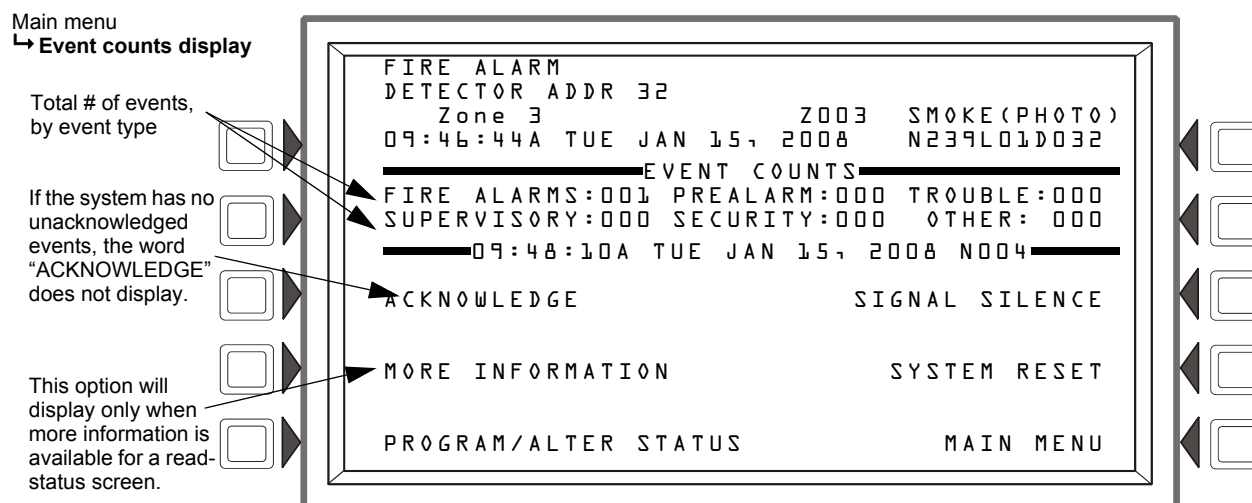 Main menu
↳ Event counts display
Total # of events,
by event type
If the system has no
unacknowledged
events, the word
“ACKNOWLEDGE”
does not display.
This option will
display only when
more information is
available for a read-
status screen.
FIRE ALARM
DETECTOR ADDR 32
Zone 3 Z003 SMOKE(PHOTO)
09:46:44A TUE JAN 15, 2008 N239L01D032
EVENT COUNTS
FIRE ALARMS:001 PREALARM:000 TROUBLE:000
SUPERVISORY:000 SECURITY:000 OTHER: 000
09:48:10A TUE JAN 15, 2008 N004
ACKNOWLEDGE SIGNAL SILENCE
MORE INFORMATION SYSTEM RESET
PROGRAM/ALTER STATUS MAIN MENU